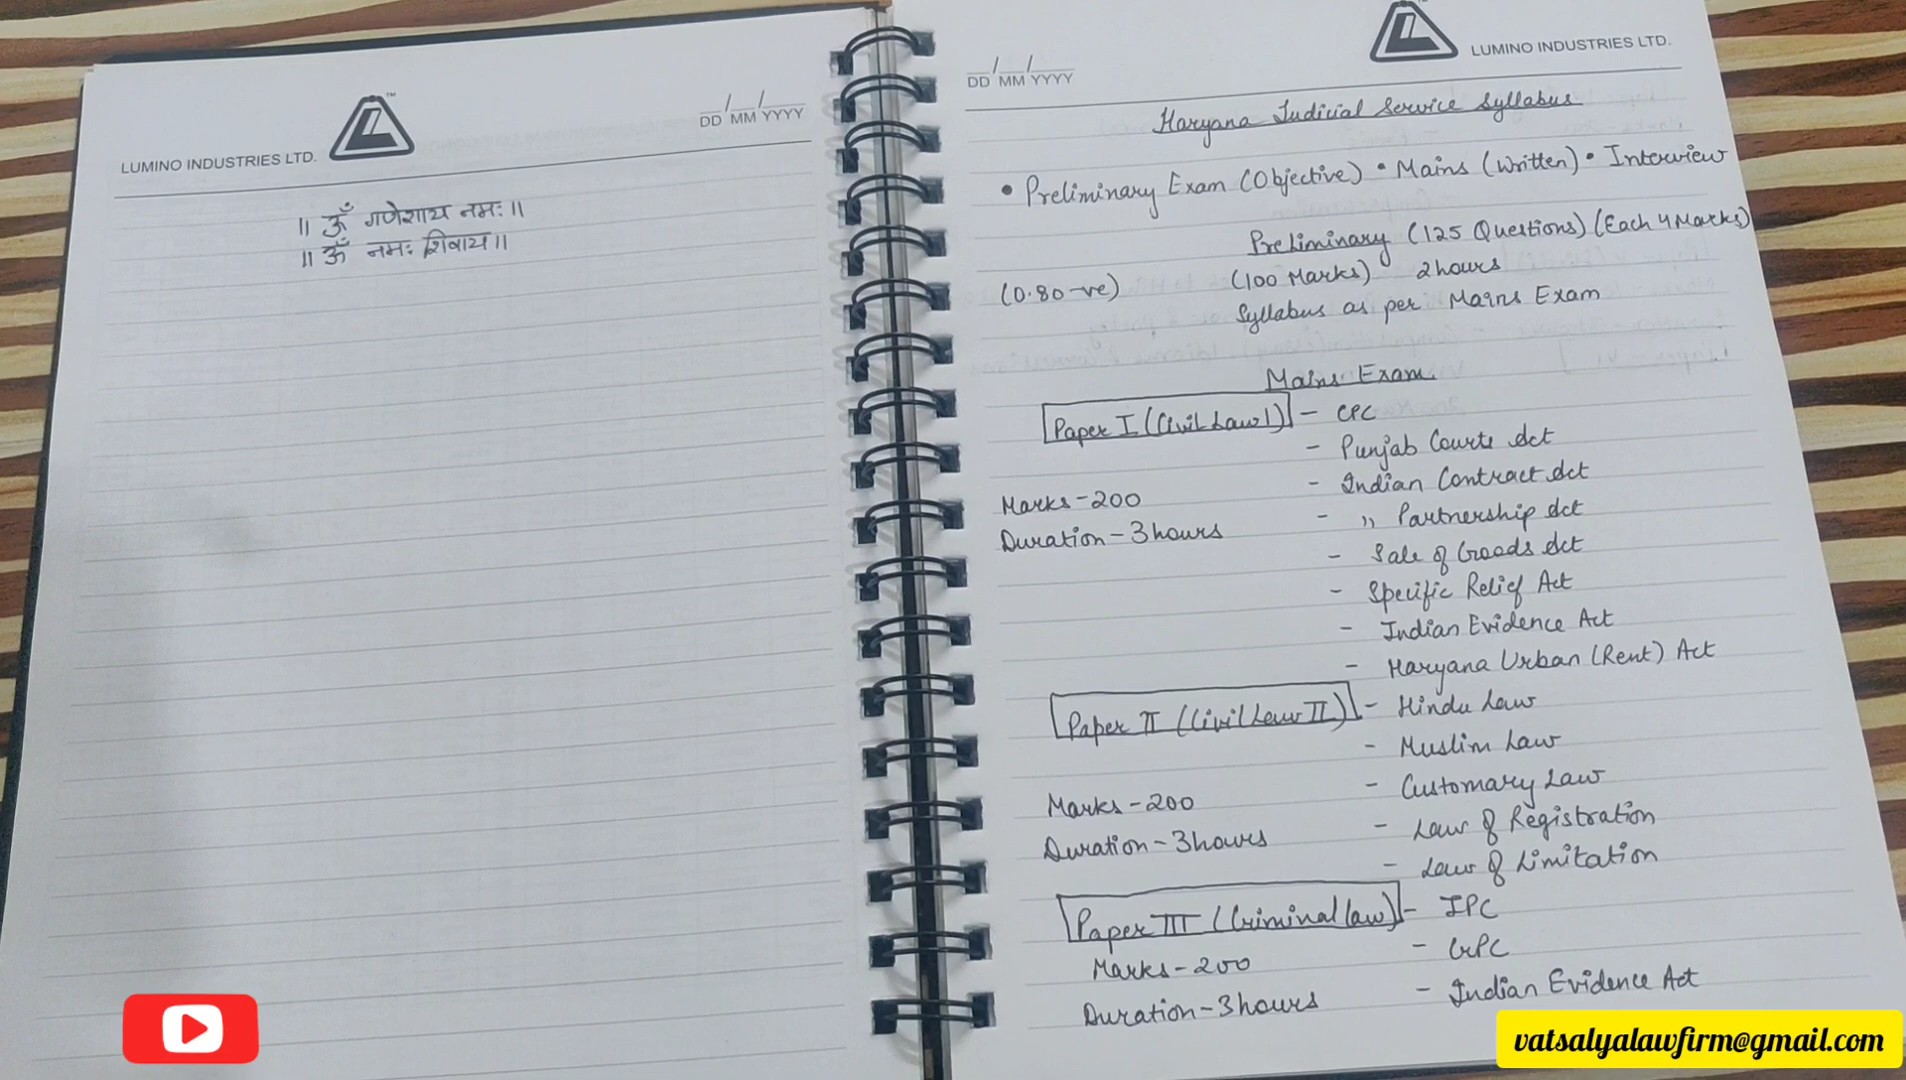 LUMINO INDUSTRIES LTD.
™
DD / MM / YYYY
॥ ॐ गणेशाय नमः ॥
॥ ॐ नमः शिवाय ॥
DD / MM / YYYY
LUMINO INDUSTRIES LTD.
Haryana Judicial Service Syllabus
• Preliminary Exam (Objective) • Mains (written) • Interview
Preliminary (125 Questions) (Each 4 Marks)
(0.80-ve) (100 Marks) 2 hours
Syllabus as per Mains Exam
Mains Exam
Paper I (Civil Law I) - CPC
- Punjab Courts Act
- Indian Contract Act
Marks - 200
- " Partnership Act
Duration - 3 hours
- Sale of Goods Act
- Specific Relief Act
- Indian Evidence Act
- Haryana Urban (Rent) Act
Paper II (Civil Law II) - Hindu Law
- Muslim Law
- Customary Law
Marks - 200
- Law of Registration
Duration - 3 hours
- Law of Limitation
Paper III (Criminal Law) - IPC
- CrPC
Marks - 200
- Indian Evidence Act
Duration - 3 hours
vatsalyalawfirm@gmail.com